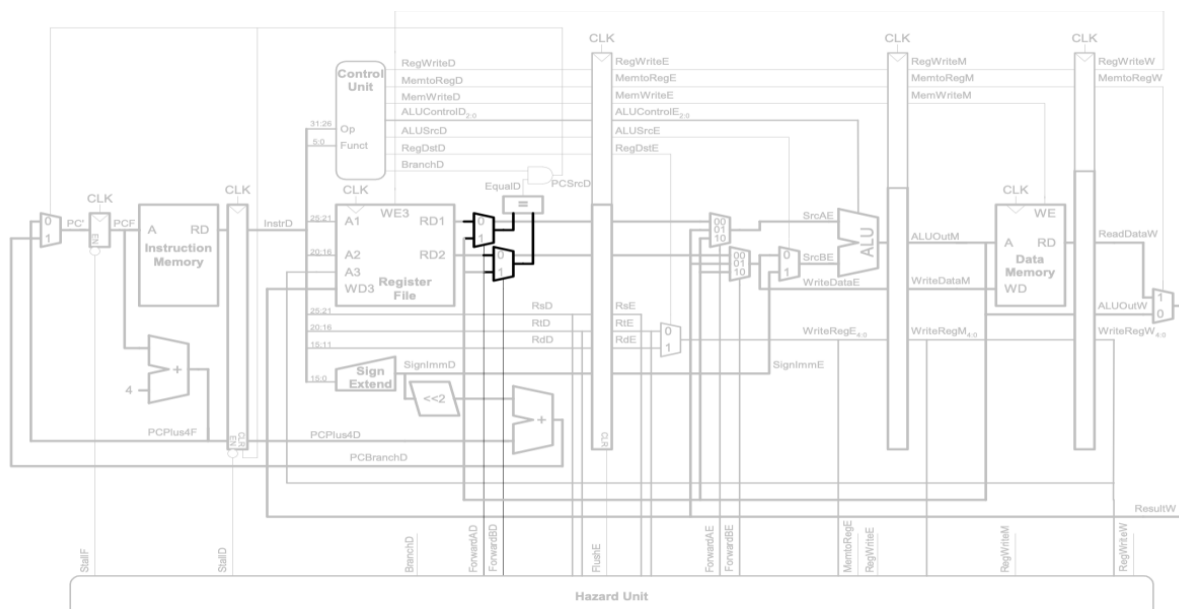 CLK CLK CLK
Control Unit
RegWriteD RegWriteE RegWriteM RegWriteW
MemtoRegD MemtoRegE MemtoRegM MemtoRegW
MemWriteD MemWriteE MemWriteM
ALUControlD2:0 ALUControlE2:0
31:26 Op
ALUSrcD ALUSrcE
5:0 Funct
RegDstD RegDstE
BranchD
EqualD PCSrcD
CLK CLK CLK CLK
WE3 WE
0 1 PC' PCF A RD InstrD 25:21 A1 RD1 0 1 = 00 01 10 SrcAE
EN
Instruction Memory
20:16 A2 RD2 0 1 00 01 10 0 1 SrcBE ALU ALUOutM A RD ReadDataW
A3
Register File
Data Memory
WD3 WriteDataE WriteDataM WD
25:21 RsD RsE ALUOutW 1 0
20:16 RtD RtE 0 1 WriteRegE4:0 WriteRegM4:0 WriteRegW4:0
15:11 RdD RdE
SignImmD SignImmE
15:0 Sign Extend
+
4
<<2
+
PCPlus4F EN CLR PCPlus4D CLR
PCBranchD
ResultW
StallF StallD BranchD ForwardAD ForwardBD FlushE ForwardAE ForwardBE MemtoRegE RegWriteE RegWriteM RegWriteW
Hazard Unit